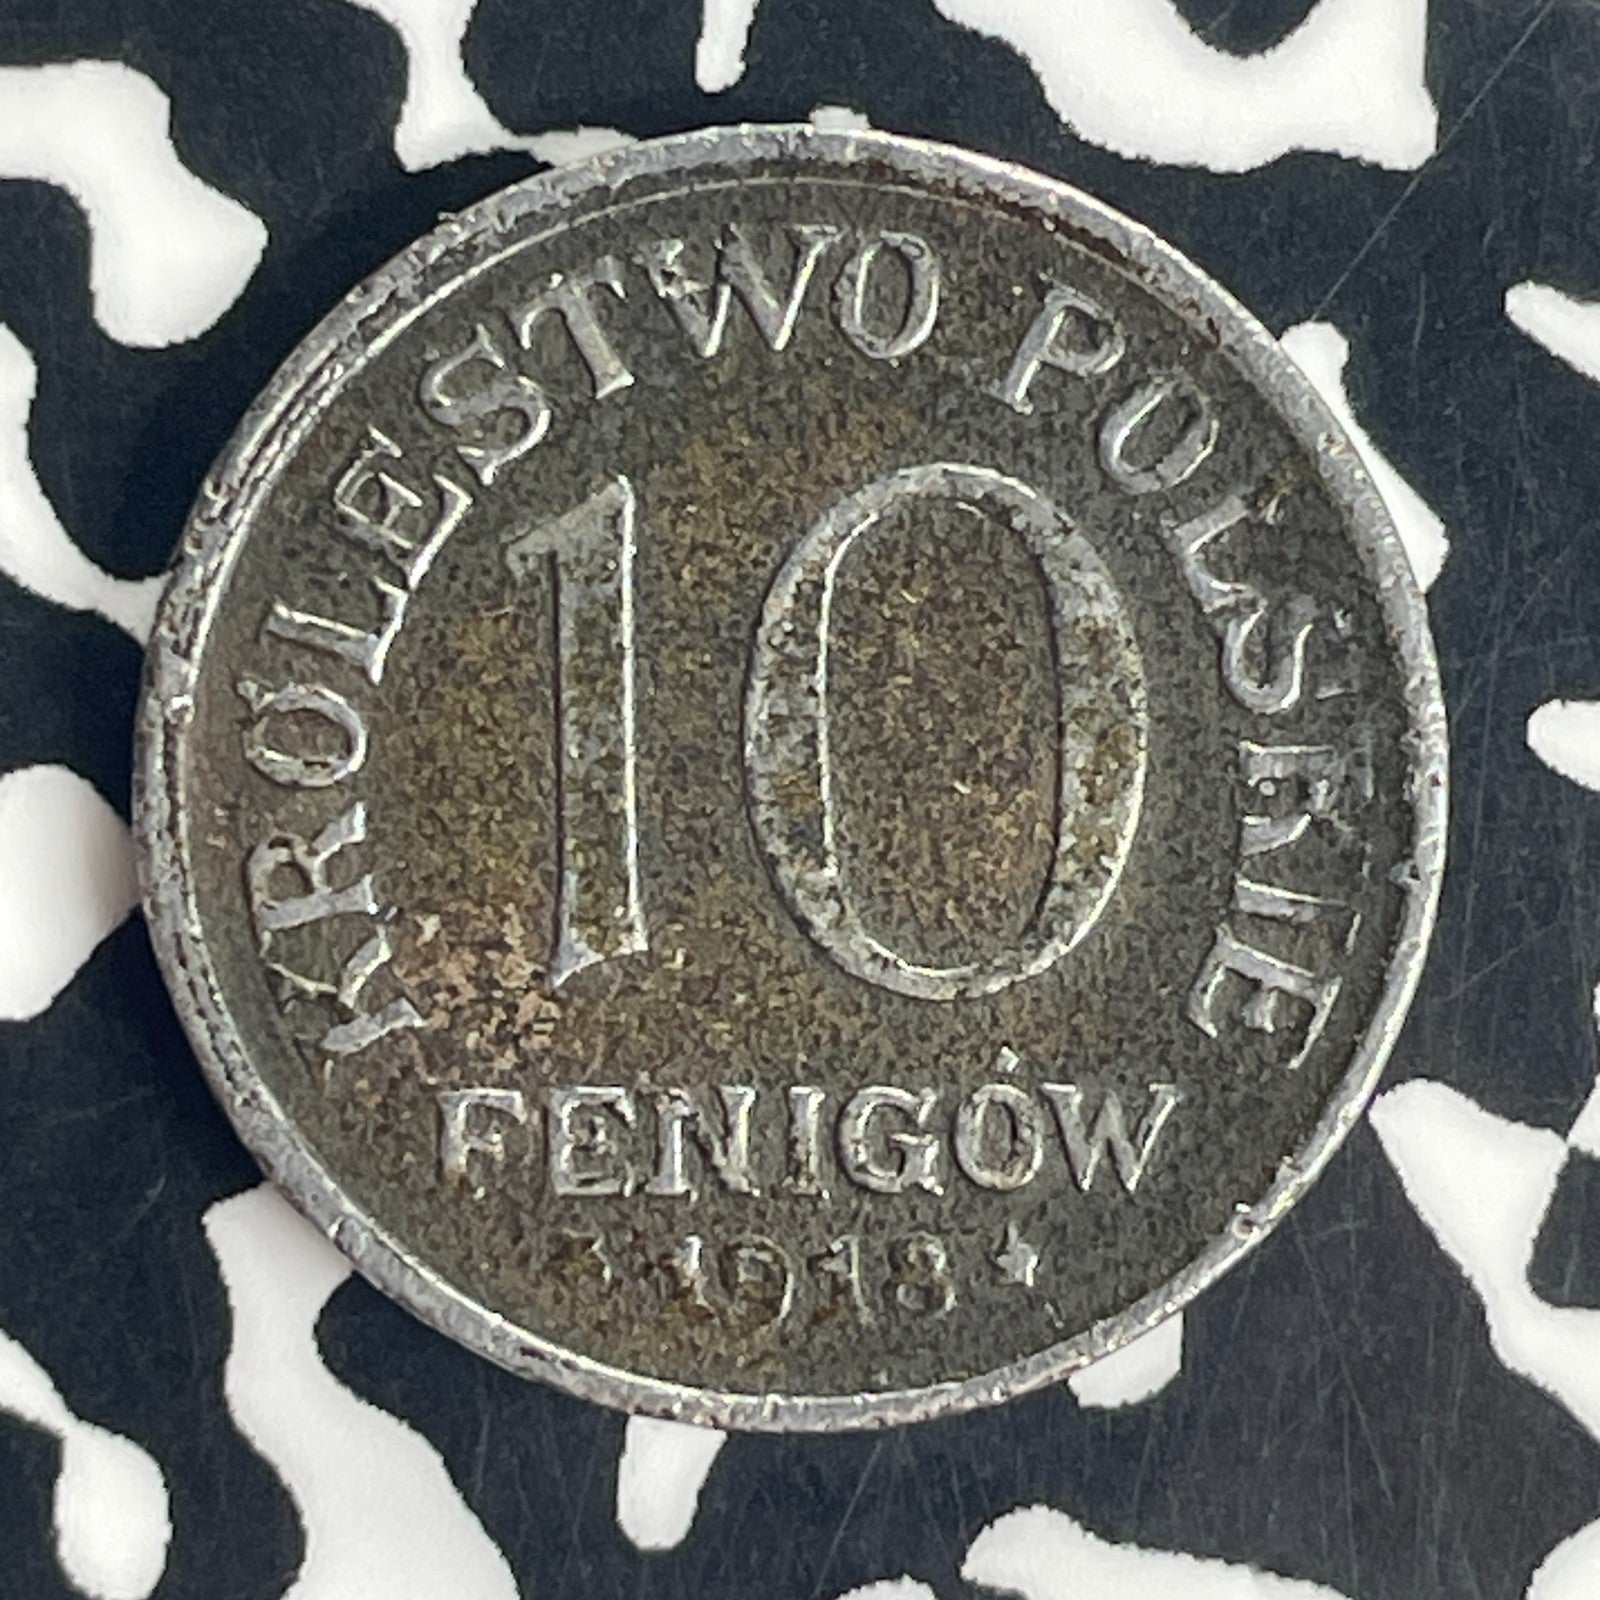 KRÓLESTWO POLSKIE
10
FENIGÓW
1918